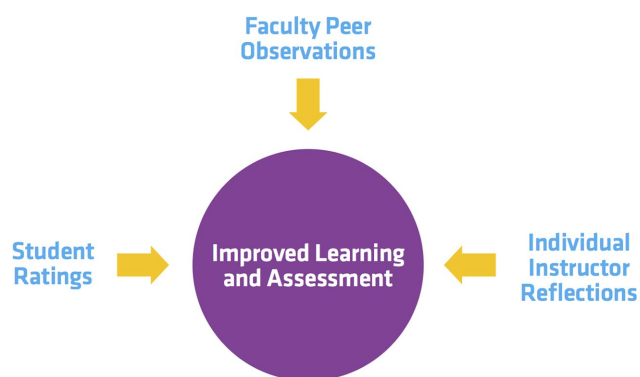 Faculty Peer
Observations
Student
Ratings
Improved Learning
and Assessment
Individual
Instructor
Reflections